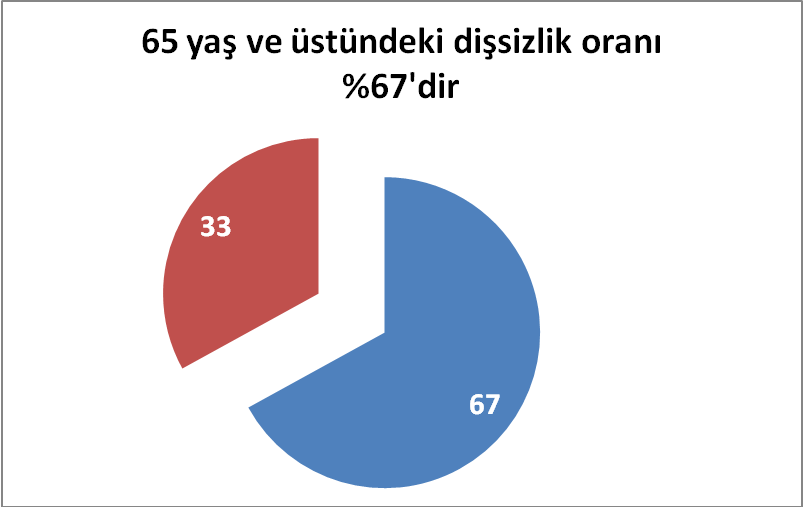 65 yaş ve üstündeki dişsizlik oranı
%67'dir
33
67